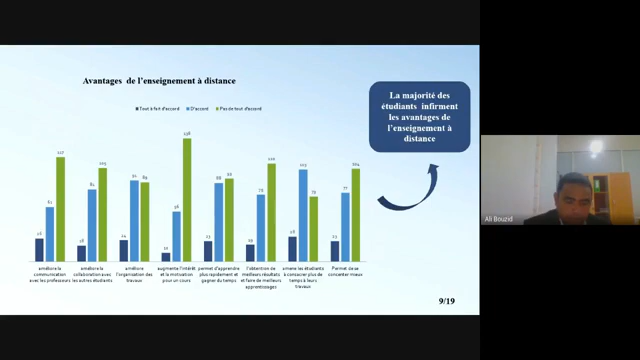 Avantages de l'enseignement à distance
Tout à fait d'accord D'accord Pas de tout d'accord
La majorité des
étudiants infirment
les avantages de
l'enseignement à
distance
améliore la
communication
avec les professeurs
améliore la
collaboration avec
les autres étudiants
améliore
l'organisation des
travaux
augmente l'intérêt
et la motivation
pour un cours
permet d'apprendre
plus rapidement et
gagner du temps
l'obtention de
meilleurs résultats
et faire de meilleurs
apprentissages
amene les étudiants
à consacrer plus de
temps à leurs
travaux
Permet de se
concentrer mieux
9/19
Ali Bouzid